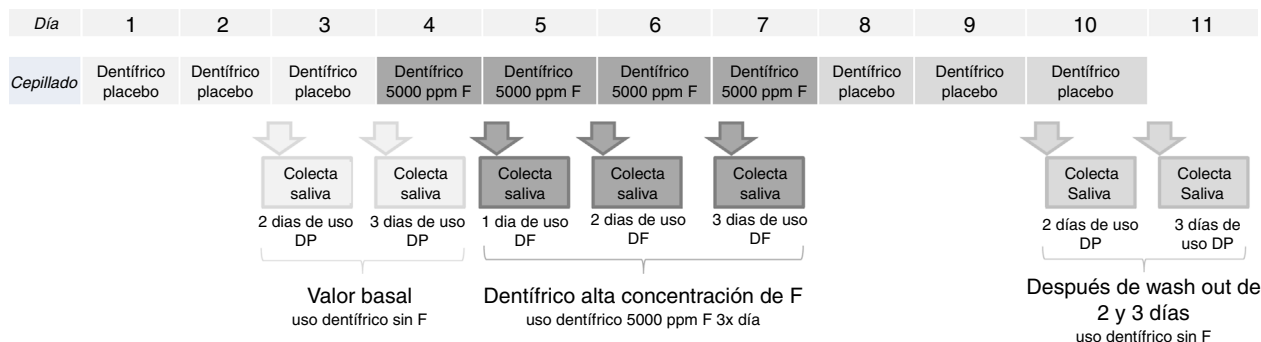 Día 1 2 3 4 5 6 7 8 9 10 11
Cepillado
Dentífrico
placebo
Dentífrico
placebo
Dentífrico
placebo
Dentífrico
5000 ppm F
Dentífrico
5000 ppm F
Dentífrico
5000 ppm F
Dentífrico
5000 ppm F
Dentífrico
placebo
Dentífrico
placebo
Dentífrico
placebo
Colecta
saliva
Colecta
saliva
Colecta
saliva
Colecta
saliva
Colecta
saliva
Colecta
Saliva
Colecta
Saliva
2 dias de uso
DP
3 dias de uso
DP
1 dia de uso
DF
2 dias de uso
DF
3 dias de uso
DF
2 días de uso
DP
3 días de
uso DP
Valor basal
uso dentífrico sin F
Dentífrico alta concentración de F
uso dentífrico 5000 ppm F 3x día
Después de wash out de
2 y 3 días
uso dentífrico sin F